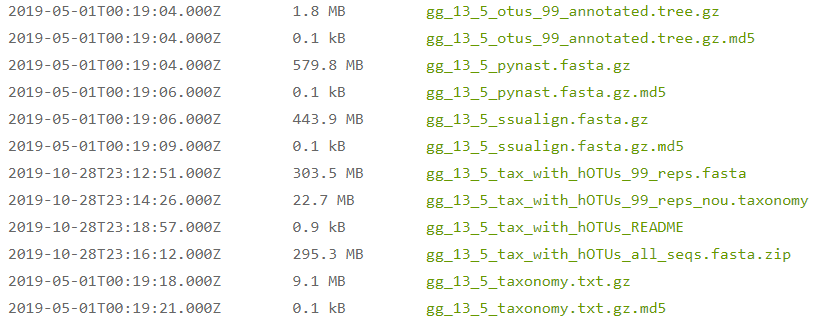 2019-05-01T00:19:04.000Z 1.8 MB gg_13_5_otus_99_annotated.tree.gz
2019-05-01T00:19:04.000Z 0.1 kB gg_13_5_otus_99_annotated.tree.gz.md5
2019-05-01T00:19:04.000Z 579.8 MB gg_13_5_pynast.fasta.gz
2019-05-01T00:19:06.000Z 0.1 kB gg_13_5_pynast.fasta.gz.md5
2019-05-01T00:19:06.000Z 443.9 MB gg_13_5_ssualign.fasta.gz
2019-05-01T00:19:09.000Z 0.1 kB gg_13_5_ssualign.fasta.gz.md5
2019-10-28T23:12:51.000Z 303.5 MB gg_13_5_tax_with_hOTUs_99_reps.fasta
2019-10-28T23:14:26.000Z 22.7 MB gg_13_5_tax_with_hOTUs_99_reps_nou.taxonomy
2019-10-28T23:18:57.000Z 0.9 kB gg_13_5_tax_with_hOTUs_README
2019-10-28T23:16:12.000Z 295.3 MB gg_13_5_tax_with_hOTUs_all_seqs.fasta.zip
2019-05-01T00:19:18.000Z 9.1 MB gg_13_5_taxonomy.txt.gz
2019-05-01T00:19:21.000Z 0.1 kB gg_13_5_taxonomy.txt.gz.md5